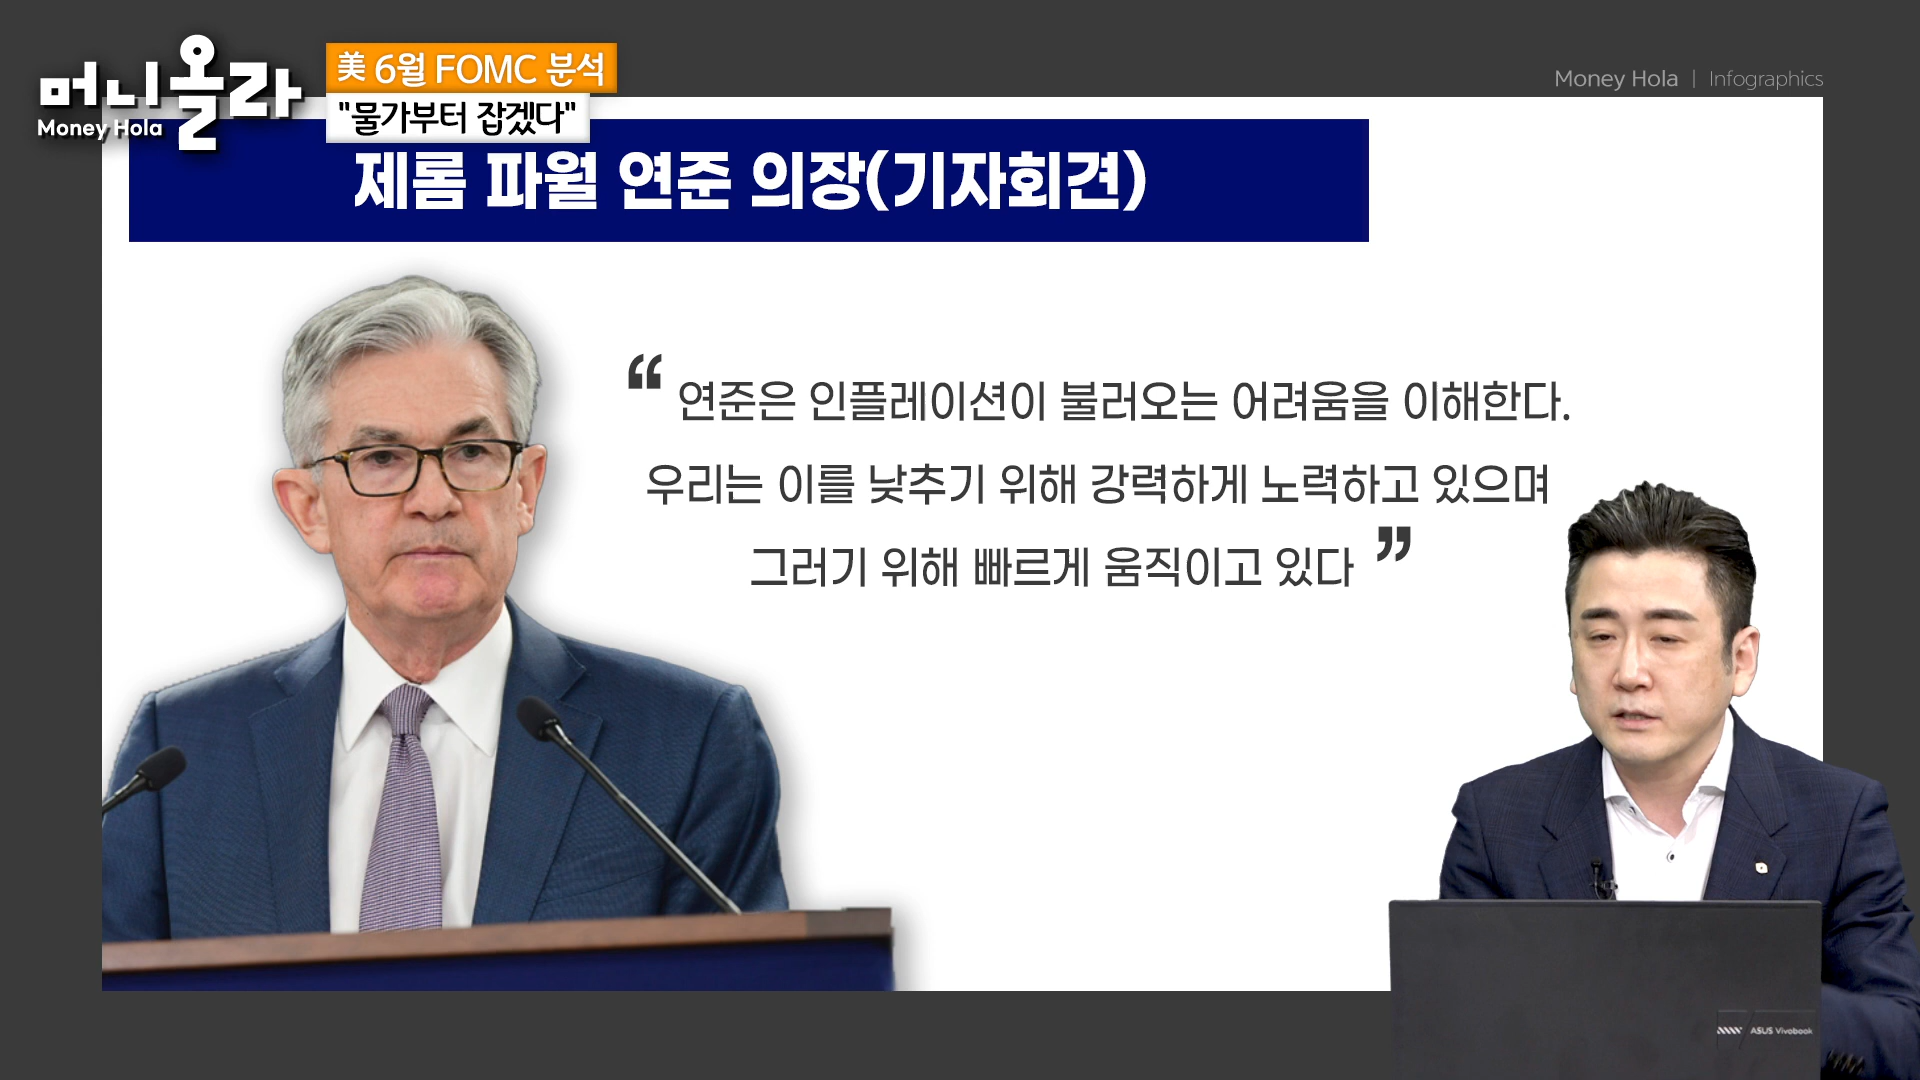 머니올라
Money Hola
美 6월 FOMC 분석
"물가부터 잡겠다"
Money Hola | Infographics
제롬 파월 연준 의장(기자회견)
“연준은 인플레이션이 불러오는 어려움을 이해한다.
우리는 이를 낮추기 위해 강력하게 노력하고 있으며
그러기 위해 빠르게 움직이고 있다”
ASUS Vivobook